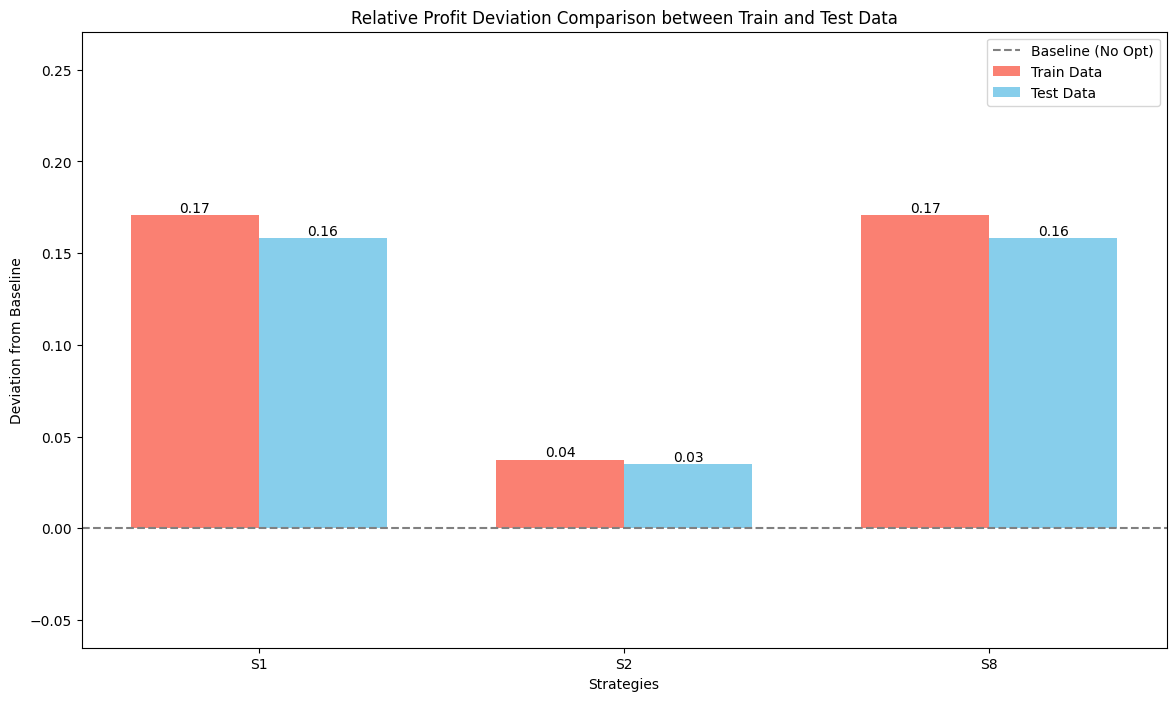 Relative Profit Deviation Comparison between Train and Test Data
Baseline (No Opt)
Train Data
Test Data
0.25
0.20
0.15
0.10
0.05
0.00
−0.05
Deviation from Baseline
0.17
0.16
0.04
0.03
0.17
0.16
S1
S2
S8
Strategies